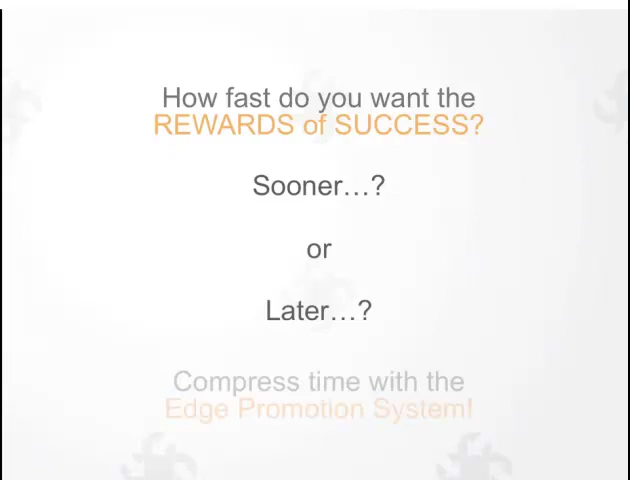 How fast do you want the
REWARDS of SUCCESS?
Sooner…?
or
Later…?
Compress time with the
Edge Promotion System!